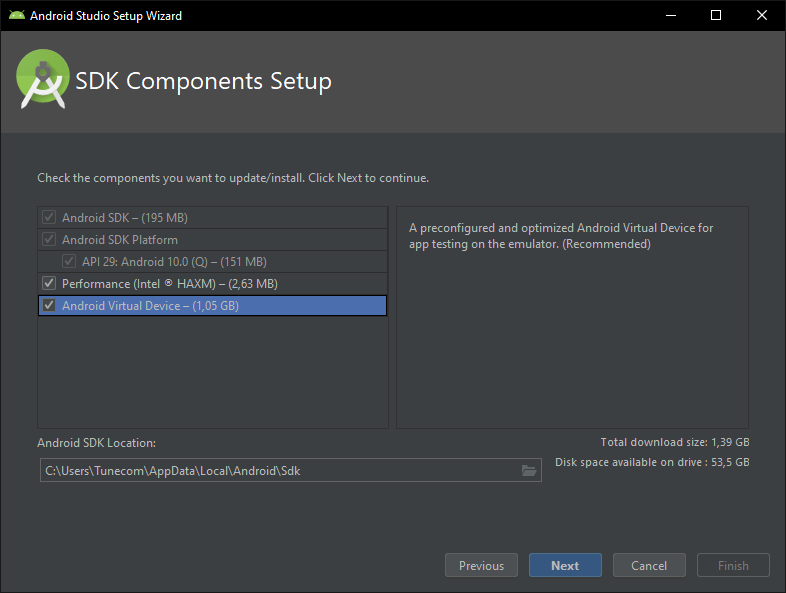 Android Studio Setup Wizard
SDK Components Setup
Check the components you want to update/install. Click Next to continue.
Android SDK – (195 MB)
Android SDK Platform
API 29: Android 10.0 (Q) – (151 MB)
Performance (Intel ® HAXM) – (2,63 MB)
Android Virtual Device – (1,05 GB)
A preconfigured and optimized Android Virtual Device for
app testing on the emulator. (Recommended)
Android SDK Location:
C:\Users\Tunecom\AppData\Local\Android\Sdk
Total download size: 1,39 GB
Disk space available on drive : 53,5 GB
Previous
Next
Cancel
Finish